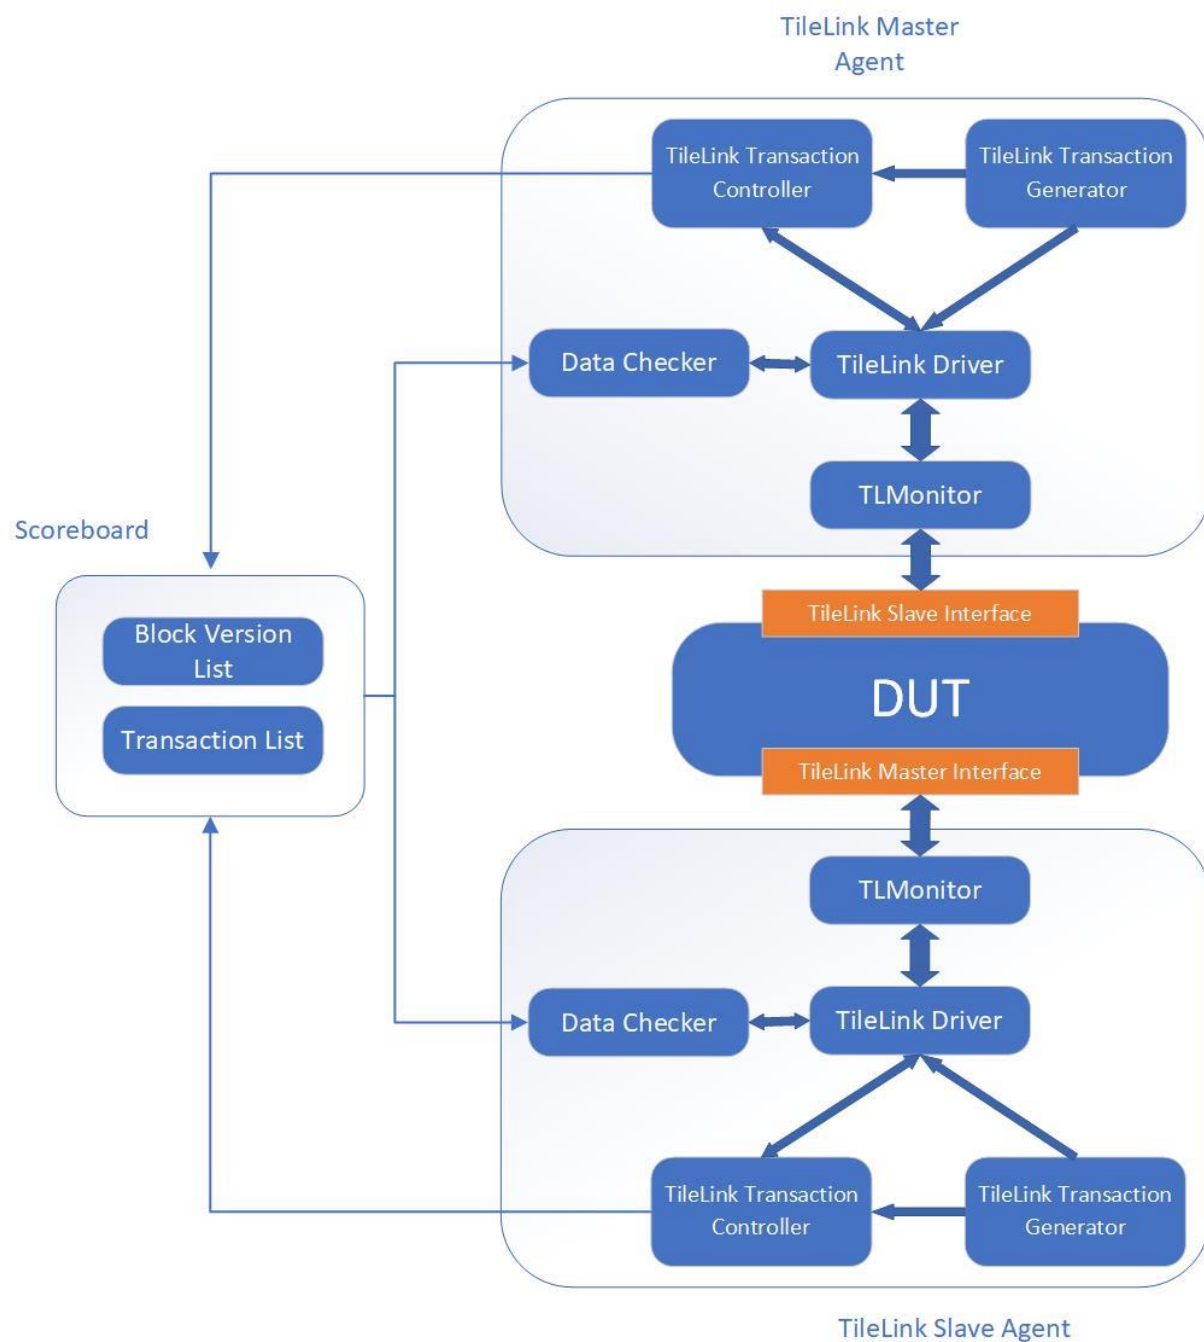 TileLink Master
Agent
TileLink Transaction
Controller
TileLink Transaction
Generator
Data Checker
TileLink Driver
TLMonitor
Scoreboard
Block Version
List
Transaction List
TileLink Slave Interface
DUT
TileLink Master Interface
TLMonitor
Data Checker
TileLink Driver
TileLink Transaction
Controller
TileLink Transaction
Generator
TileLink Slave Agent